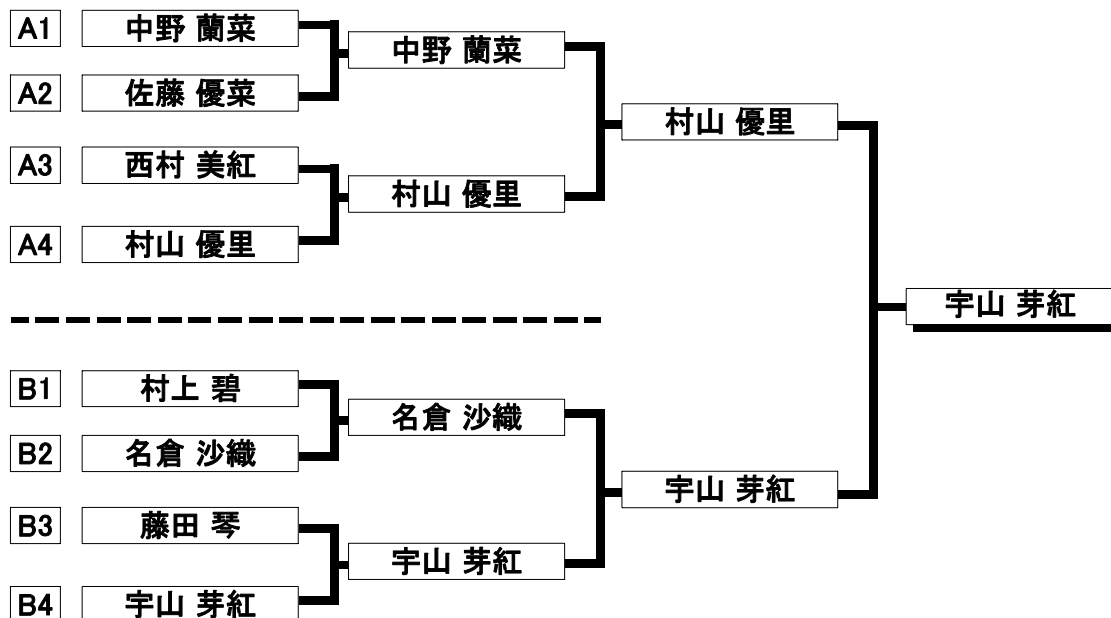 A1 中野 蘭菜
A2 佐藤 優菜
A3 西村 美紅
A4 村山 優里
B1 村上 碧
B2 名倉 沙織
B3 藤田 琴
B4 宇山 芽紅
中野 蘭菜
村山 優里
名倉 沙織
宇山 芽紅
村山 優里
宇山 芽紅
宇山 芽紅